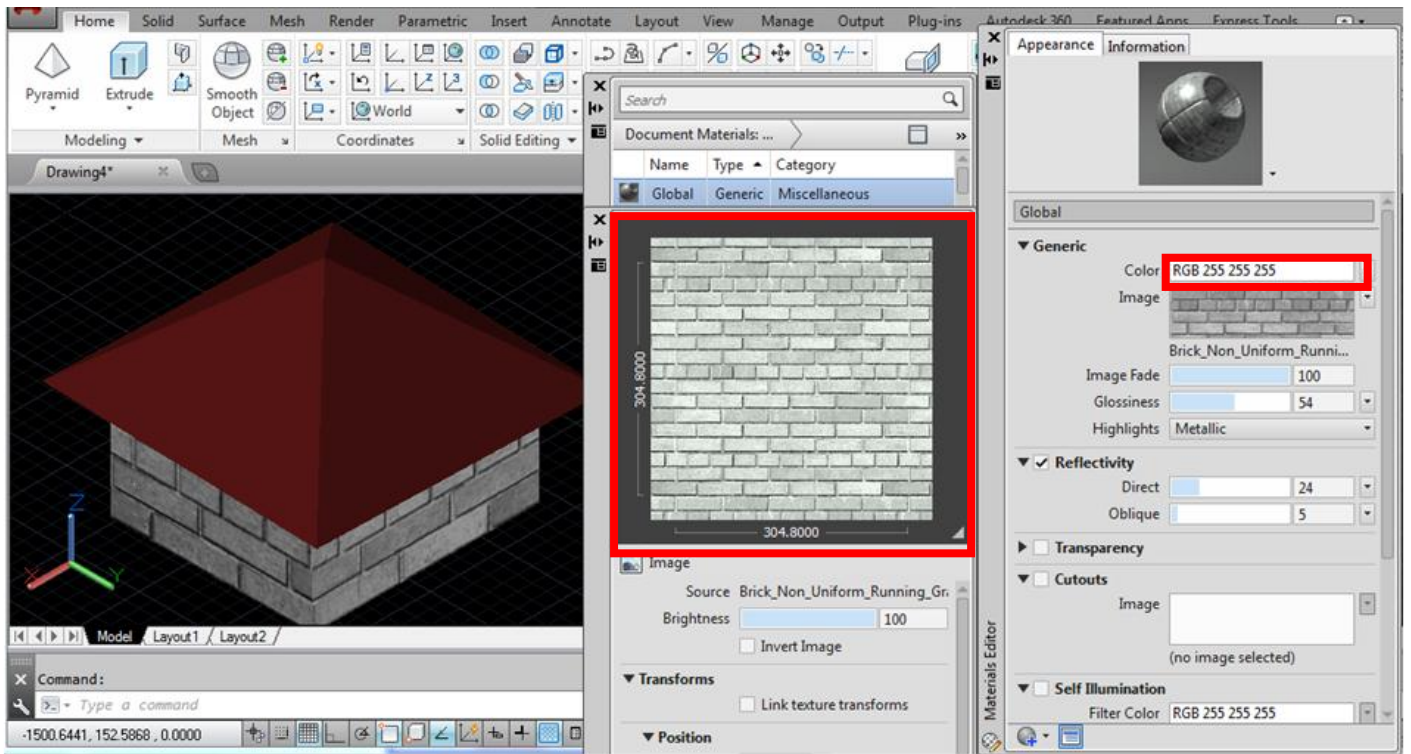 Home Solid Surface Mesh Render Parametric Insert Annotate Layout View Manage Output Plug-ins Autodesk 360 Featured Apps Express Tools
Pyramid
Extrude
Smooth
Object
World
Modeling
Mesh
Coordinates
Solid Editing
Drawing4*
Z
X
Y
Model Layout1 Layout2
Command:
Type a command
-1500.6441, 152.5868 , 0.0000
Search
Document Materials: ...
Name Type Category
Global Generic Miscellaneous
304.8000
304.8000
Image
Source Brick_Non_Uniform_Running_Gr
Brightness 100
Invert Image
Transforms
Link texture transforms
Position
Materials Editor
Appearance Information
Global
Generic
Color RGB 255 255 255
Image
Brick_Non_Uniform_Runni...
Image Fade 100
Glossiness 54
Highlights Metallic
Reflectivity
Direct 24
Oblique 5
Transparency
Cutouts
Image
(no image selected)
Self Illumination
Filter Color RGB 255 255 255